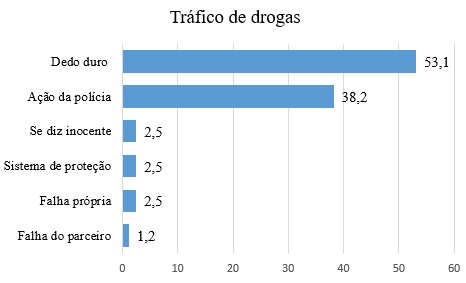 Tráfico de drogas
Dedo duro 53,1
Ação da polícia 38,2
Se diz inocente 2,5
Sistema de proteção 2,5
Falha própria 2,5
Falha do parceiro 1,2
0 10 20 30 40 50 60